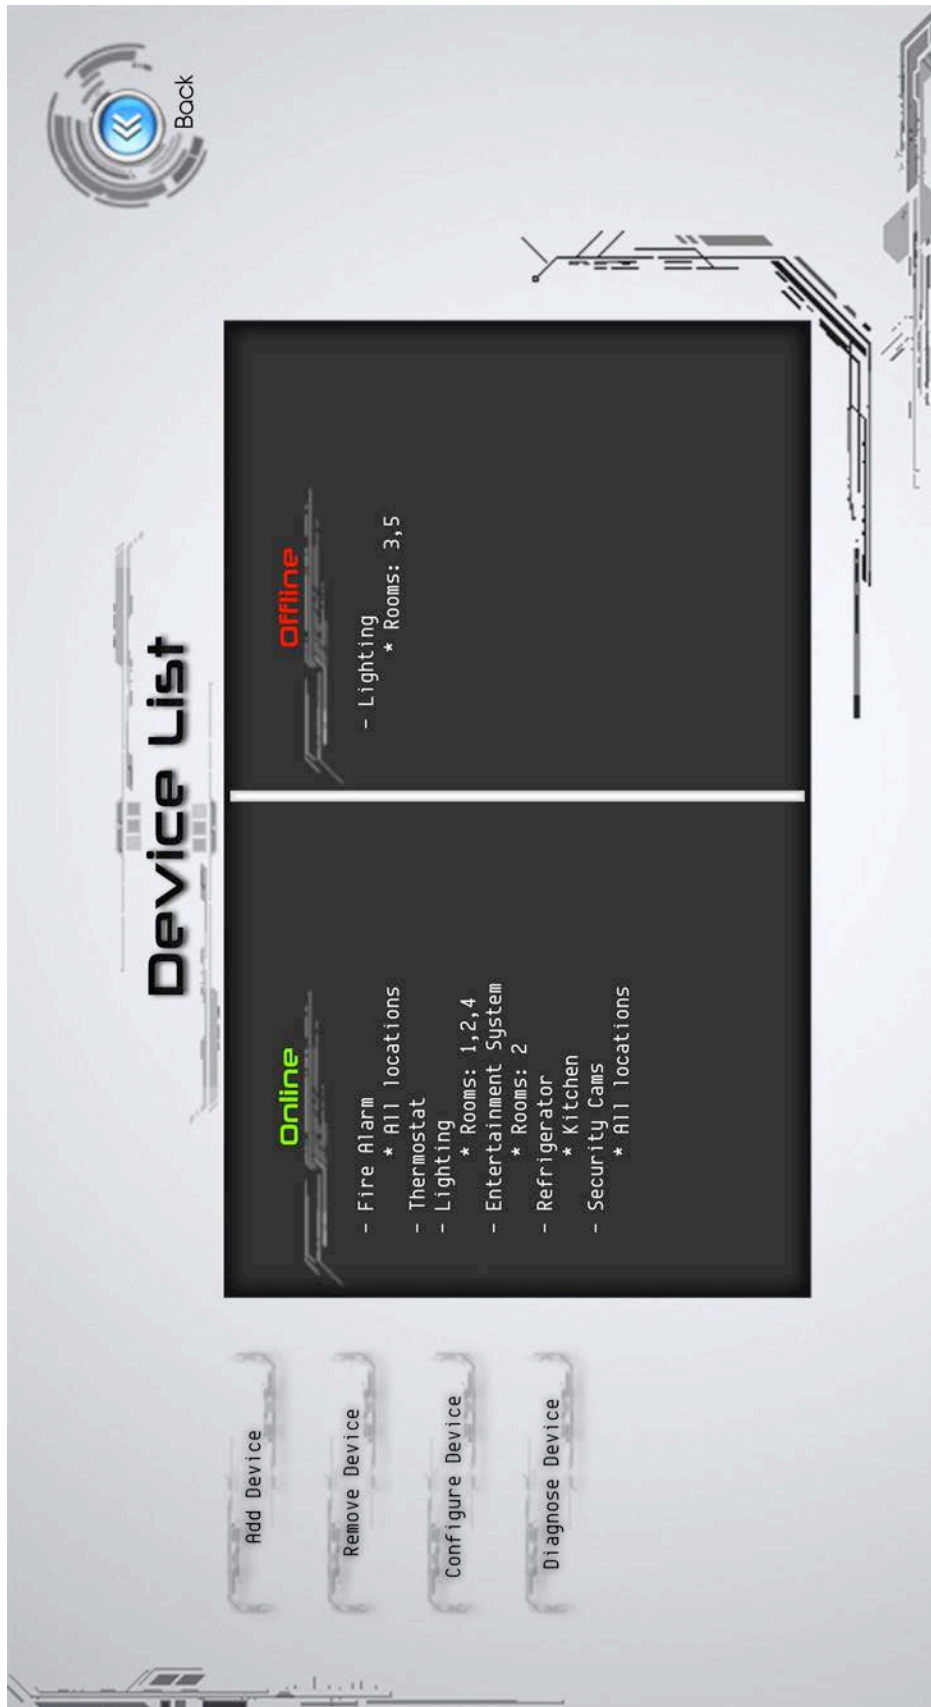 Back
Device List
Add Device
Remove Device
Configure Device
Diagnose Device
Online
- Fire Alarm
* All locations
- Thermostat
- Lighting
* Rooms: 1,2,4
- Entertainment System
* Rooms: 2
- Refrigerator
* Kitchen
- Security Cams
* All locations
Offline
- Lighting
* Rooms: 3,5